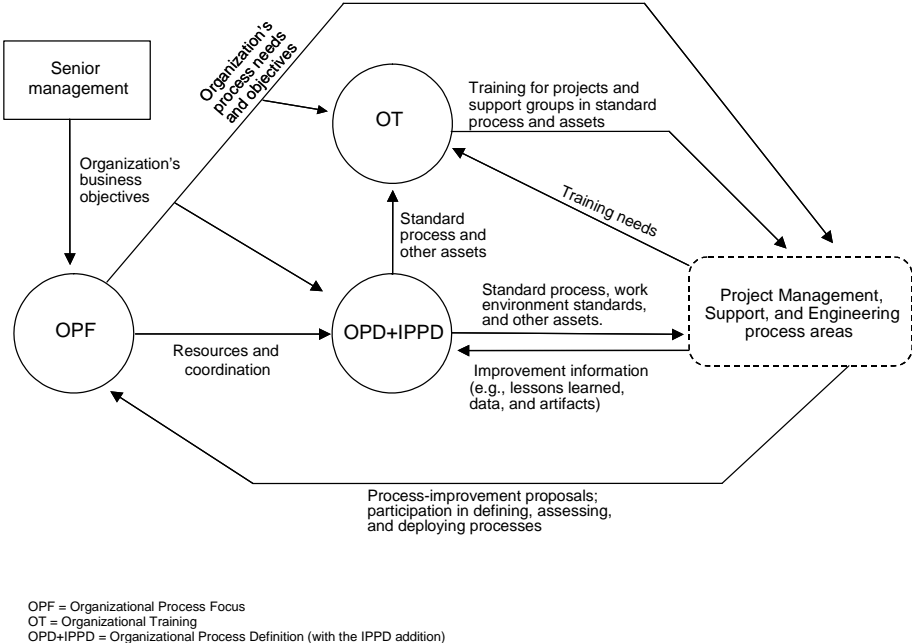 Senior
management
Organization's
process needs
and objectives
OT
Training for projects and
support groups in standard
process and assets
Organization's
business
objectives
Training needs
Standard
process and
other assets
OPF
OPD+IPPD
Standard process, work
environment standards,
and other assets.
Project Management,
Support, and Engineering
process areas
Resources and
coordination
Improvement information
(e.g., lessons learned,
data, and artifacts)
Process-improvement proposals;
participation in defining, assessing,
and deploying processes
OPF = Organizational Process Focus
OT = Organizational Training
OPD+IPPD = Organizational Process Definition (with the IPPD addition)